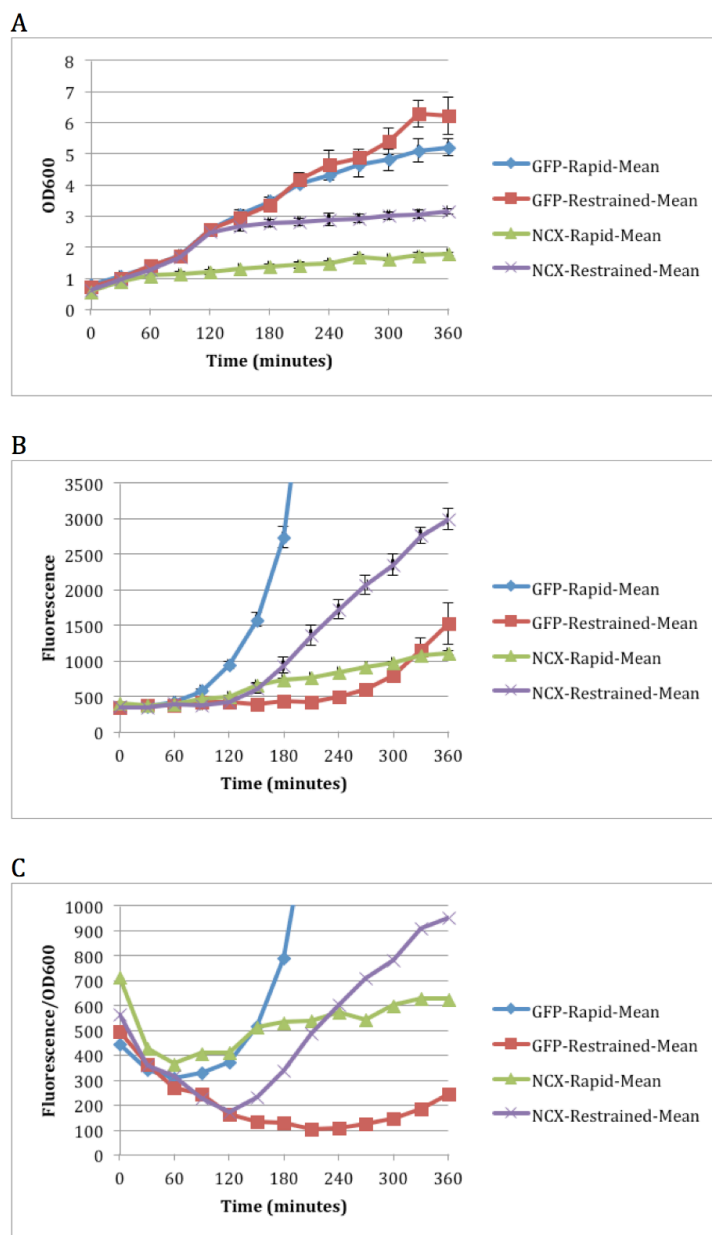 A
8
7
6
5
4
3
2
1
0
OD600
0 60 120 180 240 300 360
Time (minutes)
GFP-Rapid-Mean
GFP-Restrained-Mean
NCX-Rapid-Mean
NCX-Restrained-Mean
B
3500
3000
2500
2000
1500
1000
500
0
Fluorescence
0 60 120 180 240 300 360
Time (minutes)
GFP-Rapid-Mean
GFP-Restrained-Mean
NCX-Rapid-Mean
NCX-Restrained-Mean
C
1000
900
800
700
600
500
400
300
200
100
0
Fluorescence/OD600
0 60 120 180 240 300 360
Time (minutes)
GFP-Rapid-Mean
GFP-Restrained-Mean
NCX-Rapid-Mean
NCX-Restrained-Mean